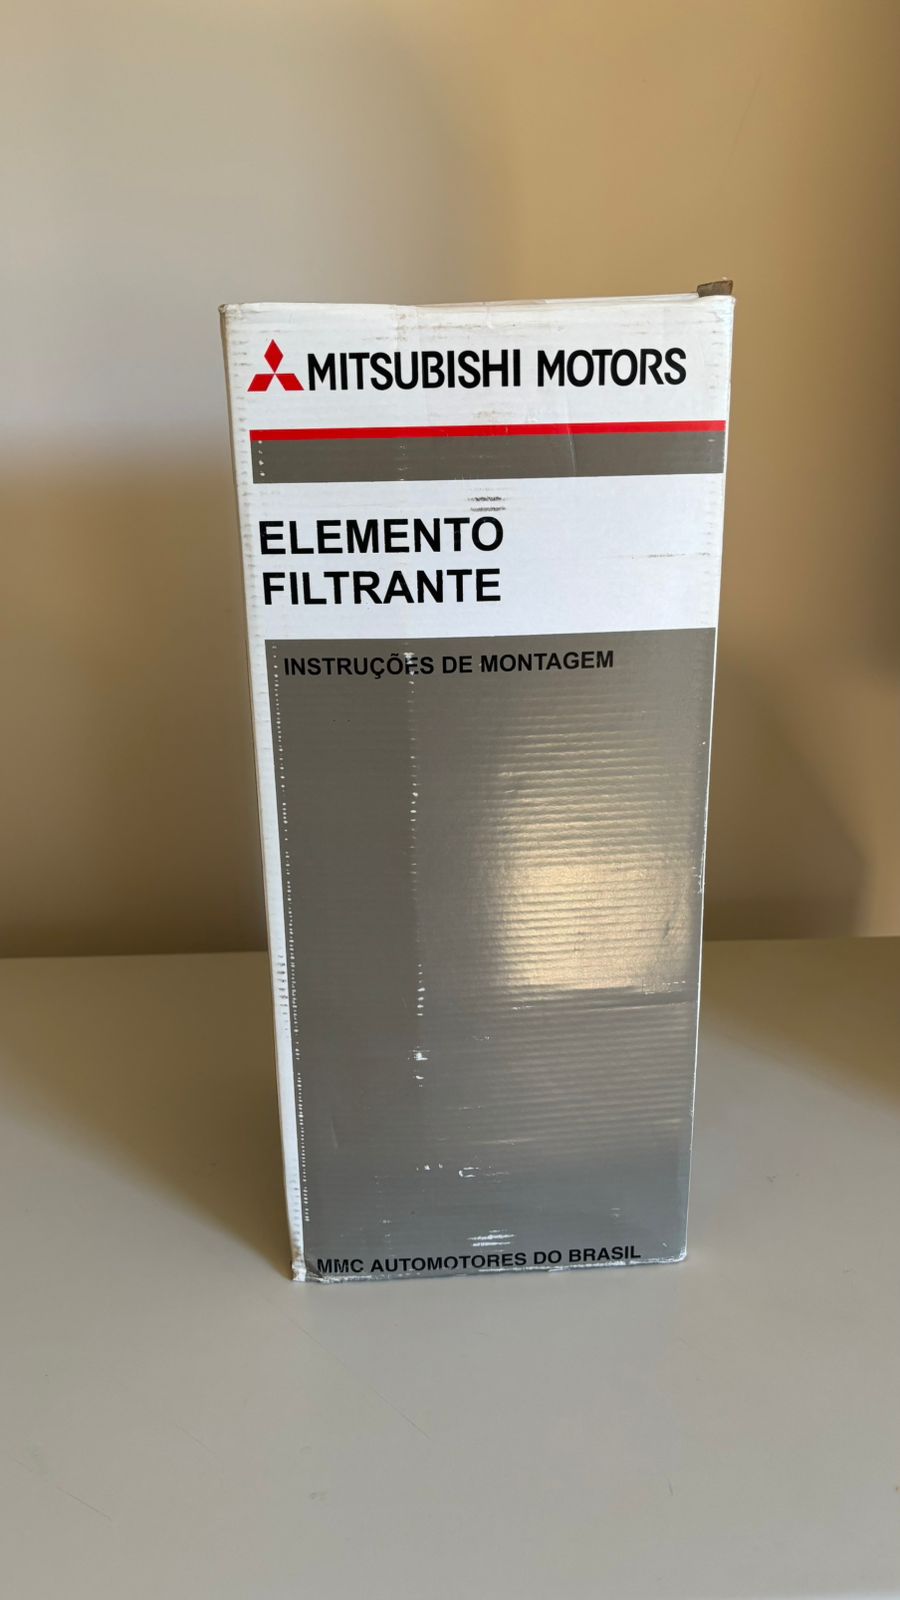 MITSUBISHI MOTORS
ELEMENTO
FILTRANTE
INSTRUÇÕES DE MONTAGEM
MMC AUTOMOTORES DO BRASIL